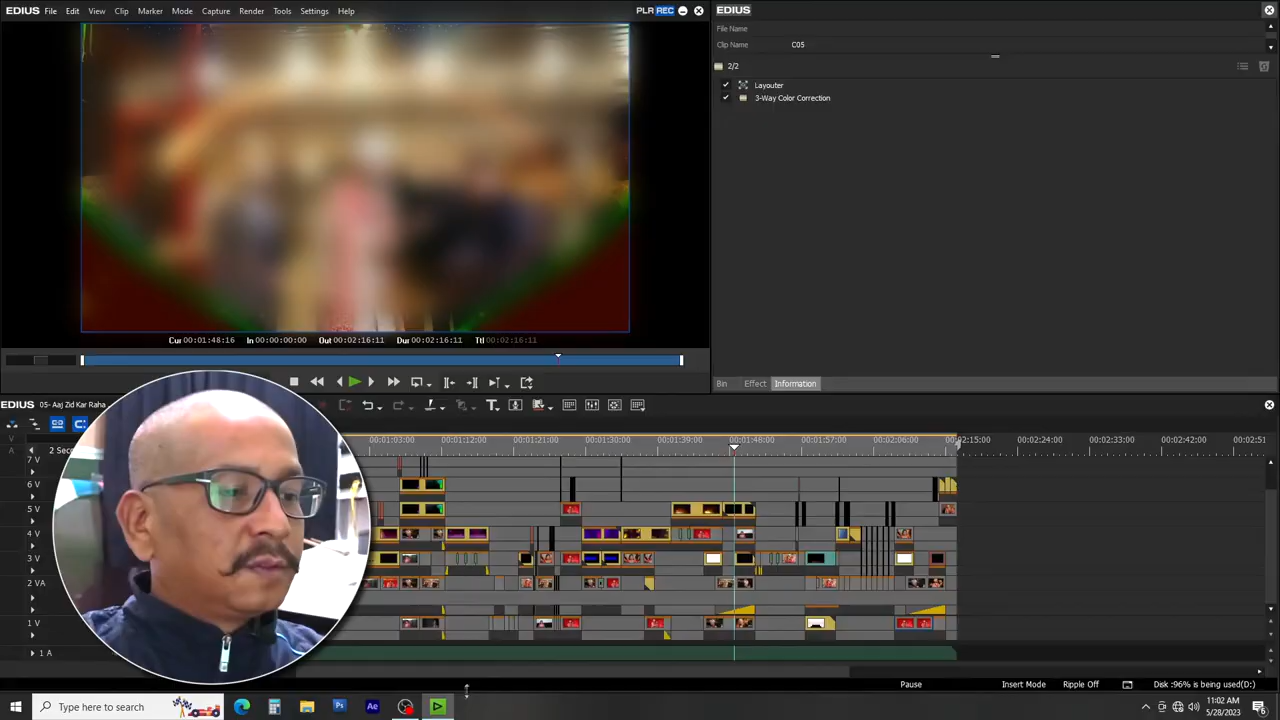 EDIUS File Edit View Clip Marker Mode Capture Render Tools Settings Help PLR REC
EDIUS
File Name
Clip Name C05
2/2
Layouter
3-Way Color Correction
Cur 00:01:48:16 In 00:00:00:00 Out 00:02:16:11 Dur 00:02:16:11 Ttl 00:02:16:11
Bin Effect Information
EDIUS 05- Aaj Zid Kar Raha
V
A
2 Sec
00:01:03:00 00:01:12:00 00:01:21:00 00:01:30:00 00:01:39:00 00:01:48:00 00:01:57:00 00:02:06:00 00:02:15:00 00:02:24:00 00:02:33:00 00:02:42:00 00:02:51
6 V
5 V
4 V
3 V
2 VA
1 V
1 A
Pause Insert Mode Ripple Off Disk :96% is being used(D:)
Type here to search
Ps
Ae
11:02 AM
5/28/2023
6